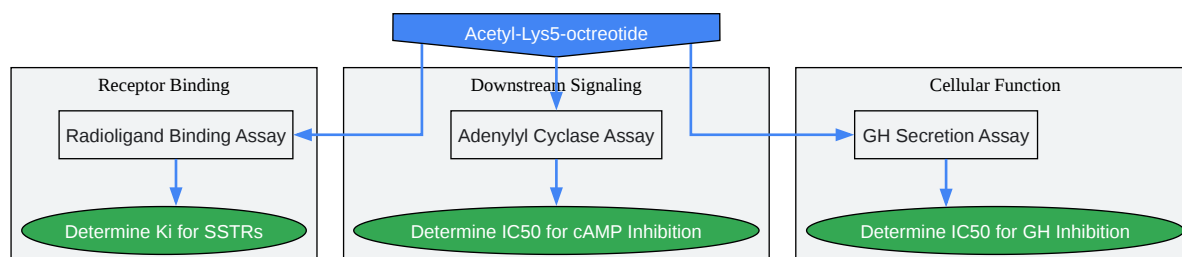 Acetyl-Lys5-octreotide
Receptor Binding
Downstream Signaling
Cellular Function
Radioligand Binding Assay
Adenylyl Cyclase Assay
GH Secretion Assay
Determine Ki for SSTRs
Determine IC50 for cAMP Inhibition
Determine IC50 for GH Inhibition